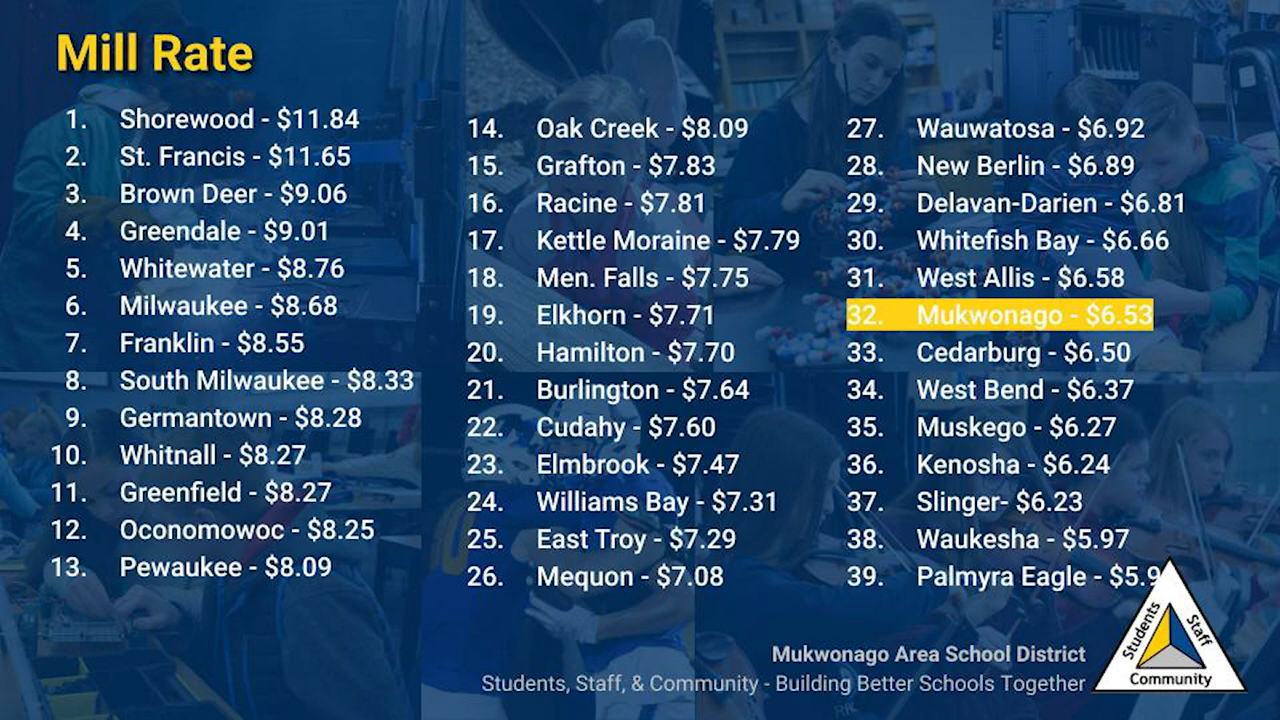 Mill Rate
1. Shorewood - $11.84
2. St. Francis - $11.65
3. Brown Deer - $9.06
4. Greendale - $9.01
5. Whitewater - $8.76
6. Milwaukee - $8.68
7. Franklin - $8.55
8. South Milwaukee - $8.33
9. Germantown - $8.28
10. Whitnall - $8.27
11. Greenfield - $8.27
12. Oconomowoc - $8.25
13. Pewaukee - $8.09
14. Oak Creek - $8.09
15. Grafton - $7.83
16. Racine - $7.81
17. Kettle Moraine - $7.79
18. Men. Falls - $7.75
19. Elkhorn - $7.71
20. Hamilton - $7.70
21. Burlington - $7.64
22. Cudahy - $7.60
23. Elmbrook - $7.47
24. Williams Bay - $7.31
25. East Troy - $7.29
26. Mequon - $7.08
27. Wauwatosa - $6.92
28. New Berlin - $6.89
29. Delavan-Darien - $6.81
30. Whitefish Bay - $6.66
31. West Allis - $6.58
32. Mukwonago - $6.53
33. Cedarburg - $6.50
34. West Bend - $6.37
35. Muskego - $6.27
36. Kenosha - $6.24
37. Slinger- $6.23
38. Waukesha - $5.97
39. Palmyra Eagle -
Mukwonago Area School District
Students, Staff, & Community - Building Better Schools Together
Students
Staff
Community